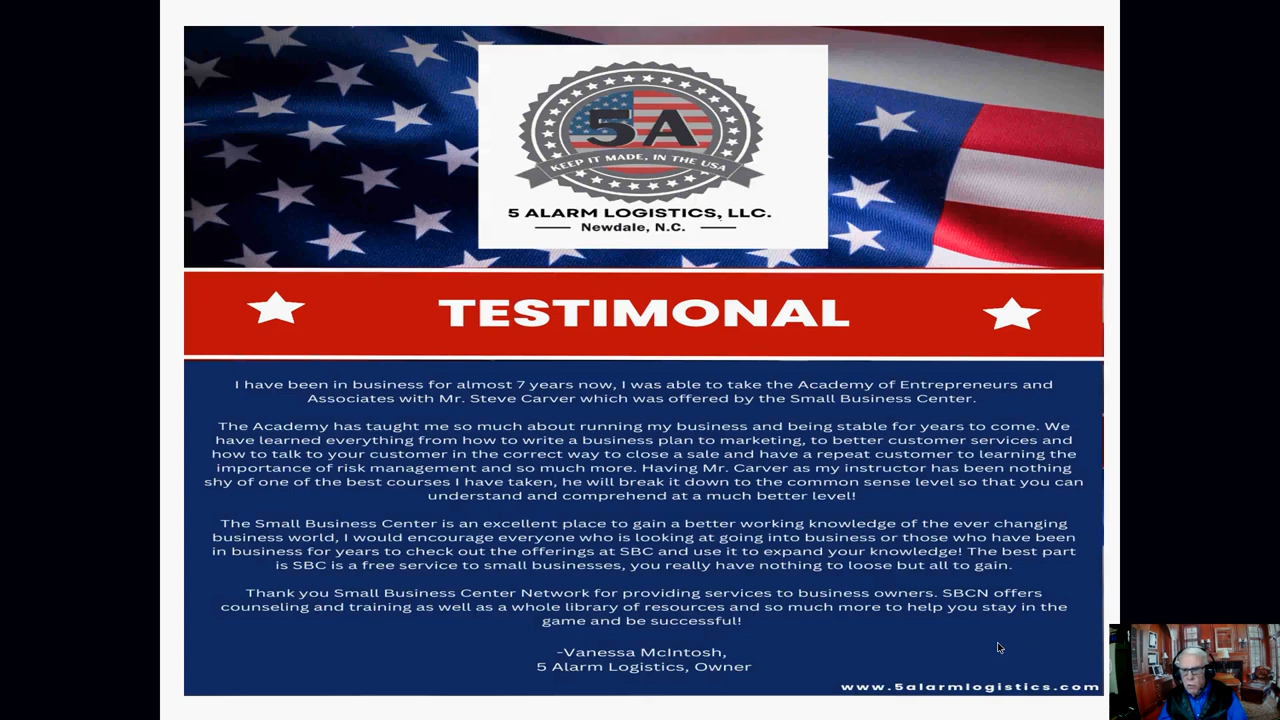 5A
KEEP IT MADE, IN THE USA
5 ALARM LOGISTICS, LLC.
Newdale, N.C.
TESTIMONAL
I have been in business for almost 7 years now, I was able to take the Academy of Entrepreneurs and
Associates with Mr. Steve Carver which was offered by the Small Business Center.
The Academy has taught me so much about running my business and being stable for years to come. We
have learned everything from how to write a business plan to marketing, to better customer services and
how to talk to your customer in the correct way to close a sale and have a repeat customer to learning the
importance of risk management and so much more. Having Mr. Carver as my instructor has been nothing
shy of one of the best courses I have taken, he will break it down to the common sense level so that you can
understand and comprehend at a much better level!
The Small Business Center is an excellent place to gain a better working knowledge of the ever changing
business world, I would encourage everyone who is looking at going into business or those who have been
in business for years to check out the offerings at SBC and use it to expand your knowledge! The best part
is SBC is a free service to small businesses, you really have nothing to loose but all to gain.
Thank you Small Business Center Network for providing services to business owners. SBCN offers
counseling and training as well as a whole library of resources and so much more to help you stay in the
game and be successful!
-Vanessa McIntosh,
5 Alarm Logistics, Owner
www.5alarmlogistics.com